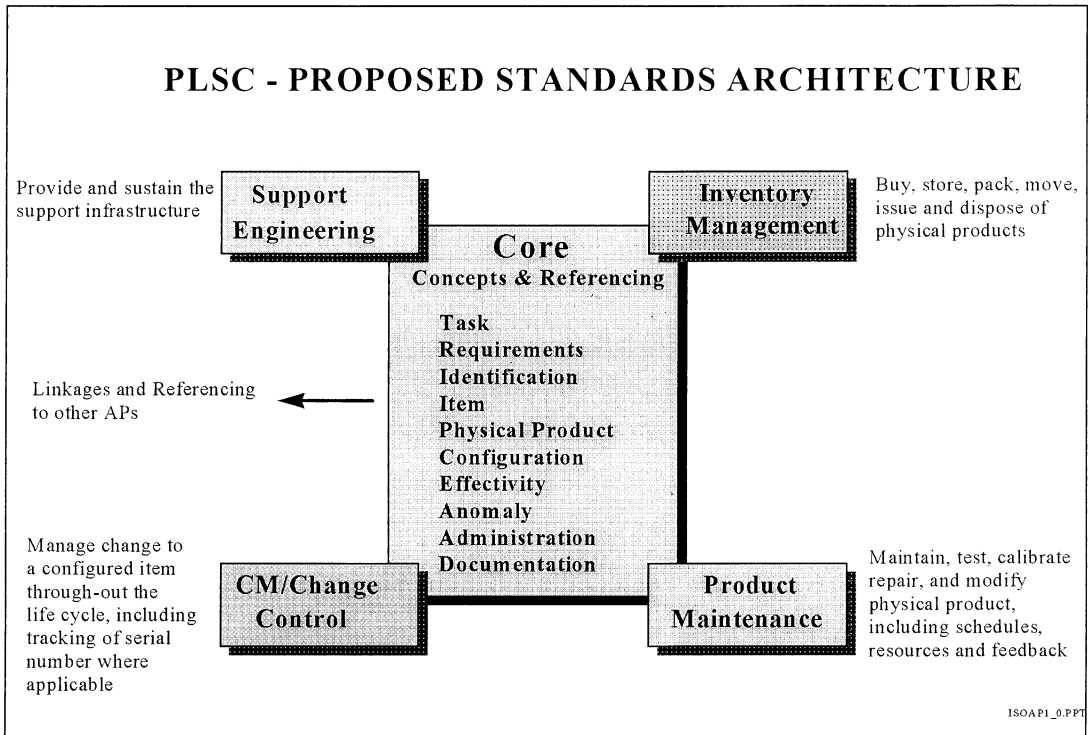 PLSC - PROPOSED STANDARDS ARCHITECTURE
Provide and sustain the
support infrastructure
Support
Engineering
Inventory
Management
Buy, store, pack, move,
issue and dispose of
physical products
Core
Concepts & Referencing
Task
Requirements
Identification
Item
Physical Product
Configuration
Effectivity
Anomaly
Administration
Documentation
Linkages and Referencing
to other APs
Manage change to
a configured item
through-out the
life cycle, including
tracking of serial
number where
applicable
CM/Change
Control
Product
Maintenance
Maintain, test, calibrate
repair, and modify
physical product,
including schedules,
resources and feedback
ISOAP1_0.PPT